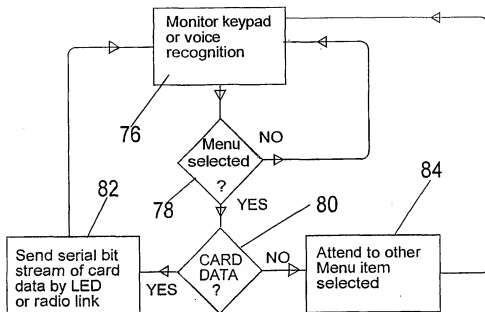 Monitor keypad
or voice
recognition
76
Menu
selected
?
NO
78
YES
80
82
84
CARD
DATA
?
NO
YES
Send serial bit
stream of card
data by LED
or radio link
Attend to other
Menu item
selected